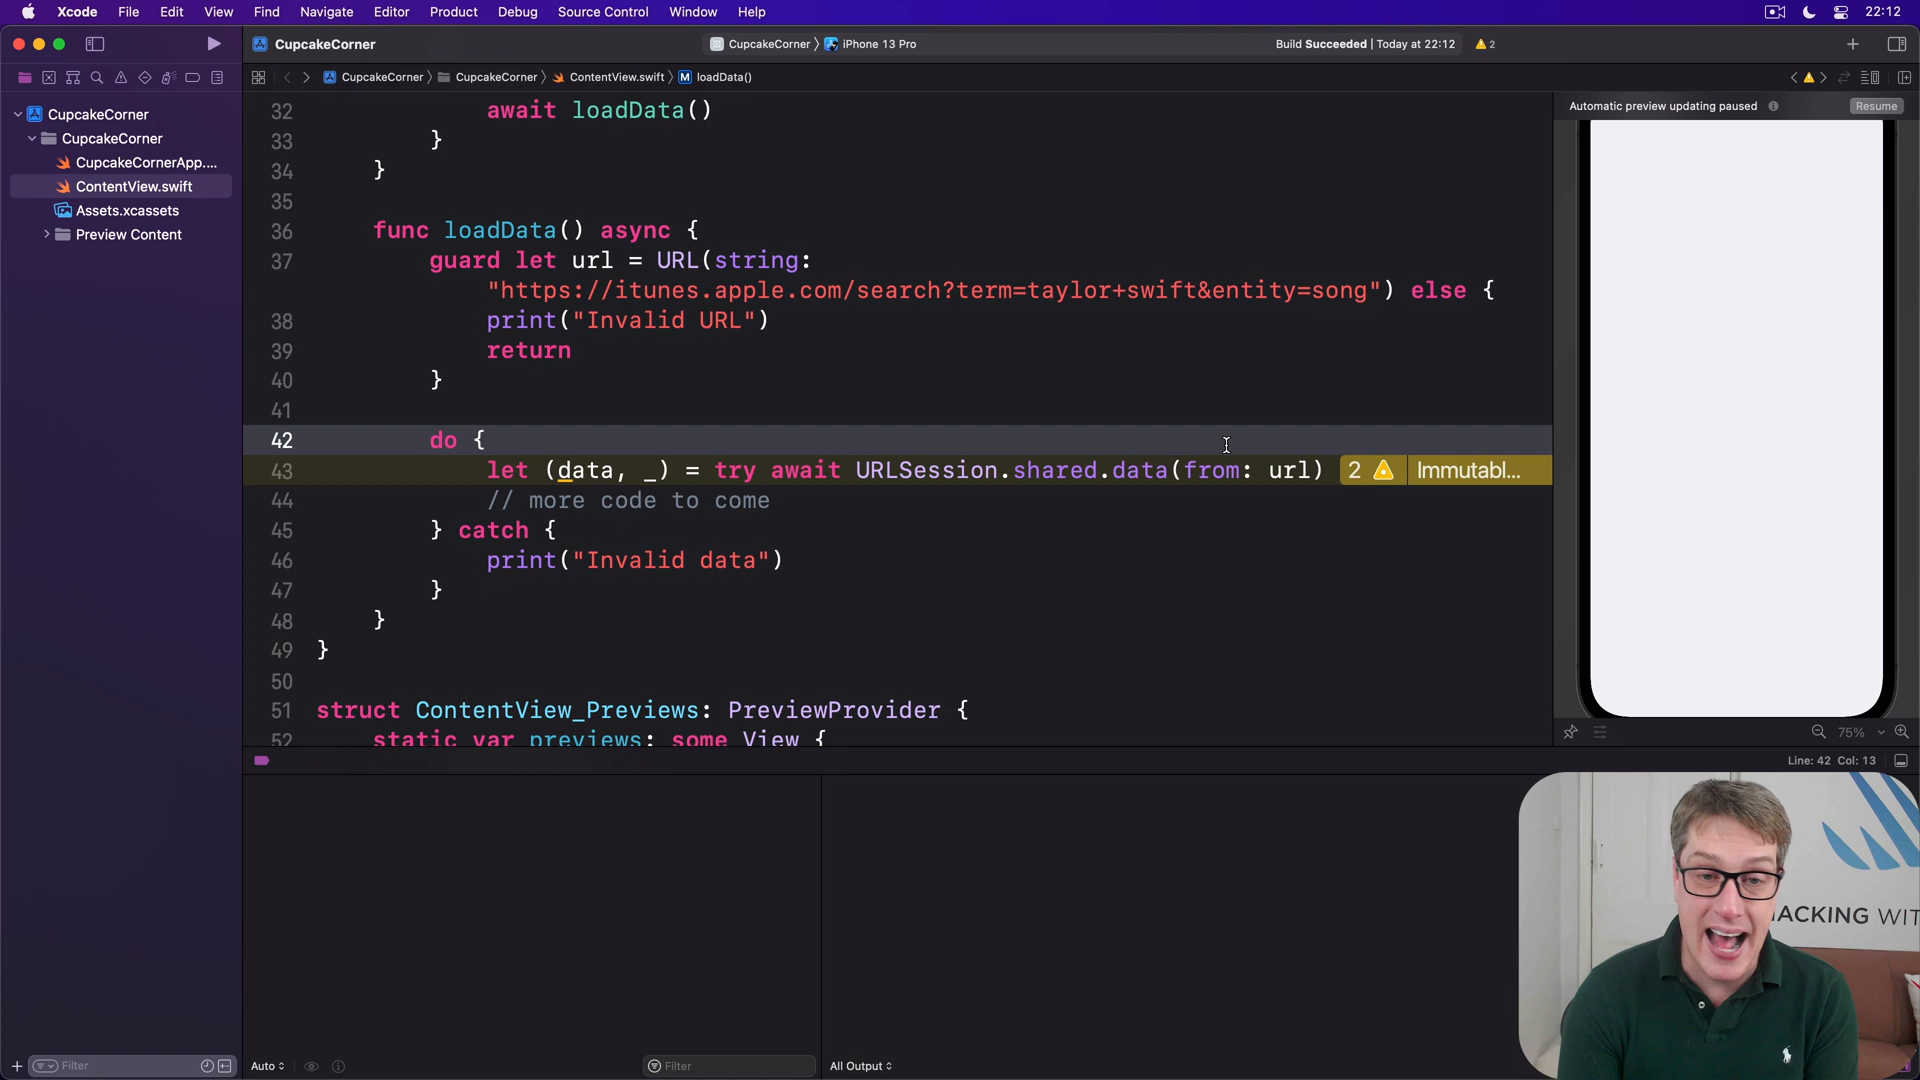 Xcode File Edit View Find Navigate Editor Product Debug Source Control Window Help 22:12
CupcakeCorner CupcakeCorner iPhone 13 Pro Build Succeeded | Today at 22:12 2
CupcakeCorner CupcakeCorner ContentView.swift M loadData()
CupcakeCorner
CupcakeCorner
CupcakeCornerApp....
ContentView.swift
Assets.xcassets
Preview Content
32 await loadData()
33 }
34 }
35
36 func loadData() async {
37 guard let url = URL(string:
"https://itunes.apple.com/search?term=taylor+swift&entity=song") else {
38 print("Invalid URL")
39 return
40 }
41
42 do {
43 let (data, _) = try await URLSession.shared.data(from: url) 2 Immutabl...
44 // more code to come
45 } catch {
46 print("Invalid data")
47 }
48 }
49 }
50
51 struct ContentView_Previews: PreviewProvider {
52 static var previews: some View {
Automatic preview updating paused Resume
75%
Line: 42 Col: 13
ACKING WIT
Filter Auto Filter All Output